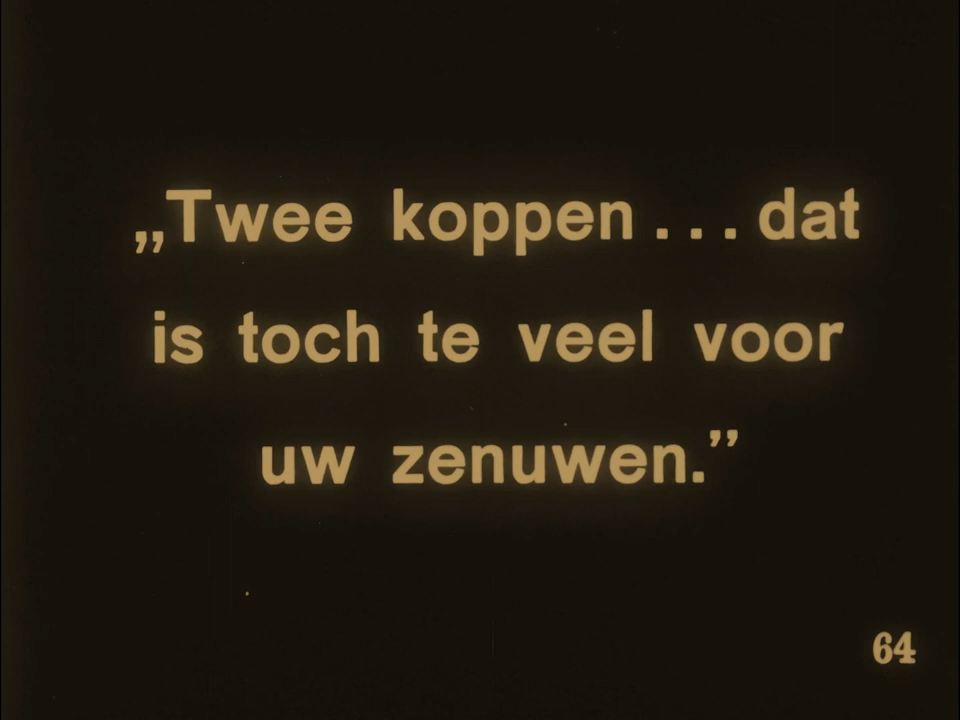 „Twee koppen... dat
is toch te veel voor
uw zenuwen.”
64